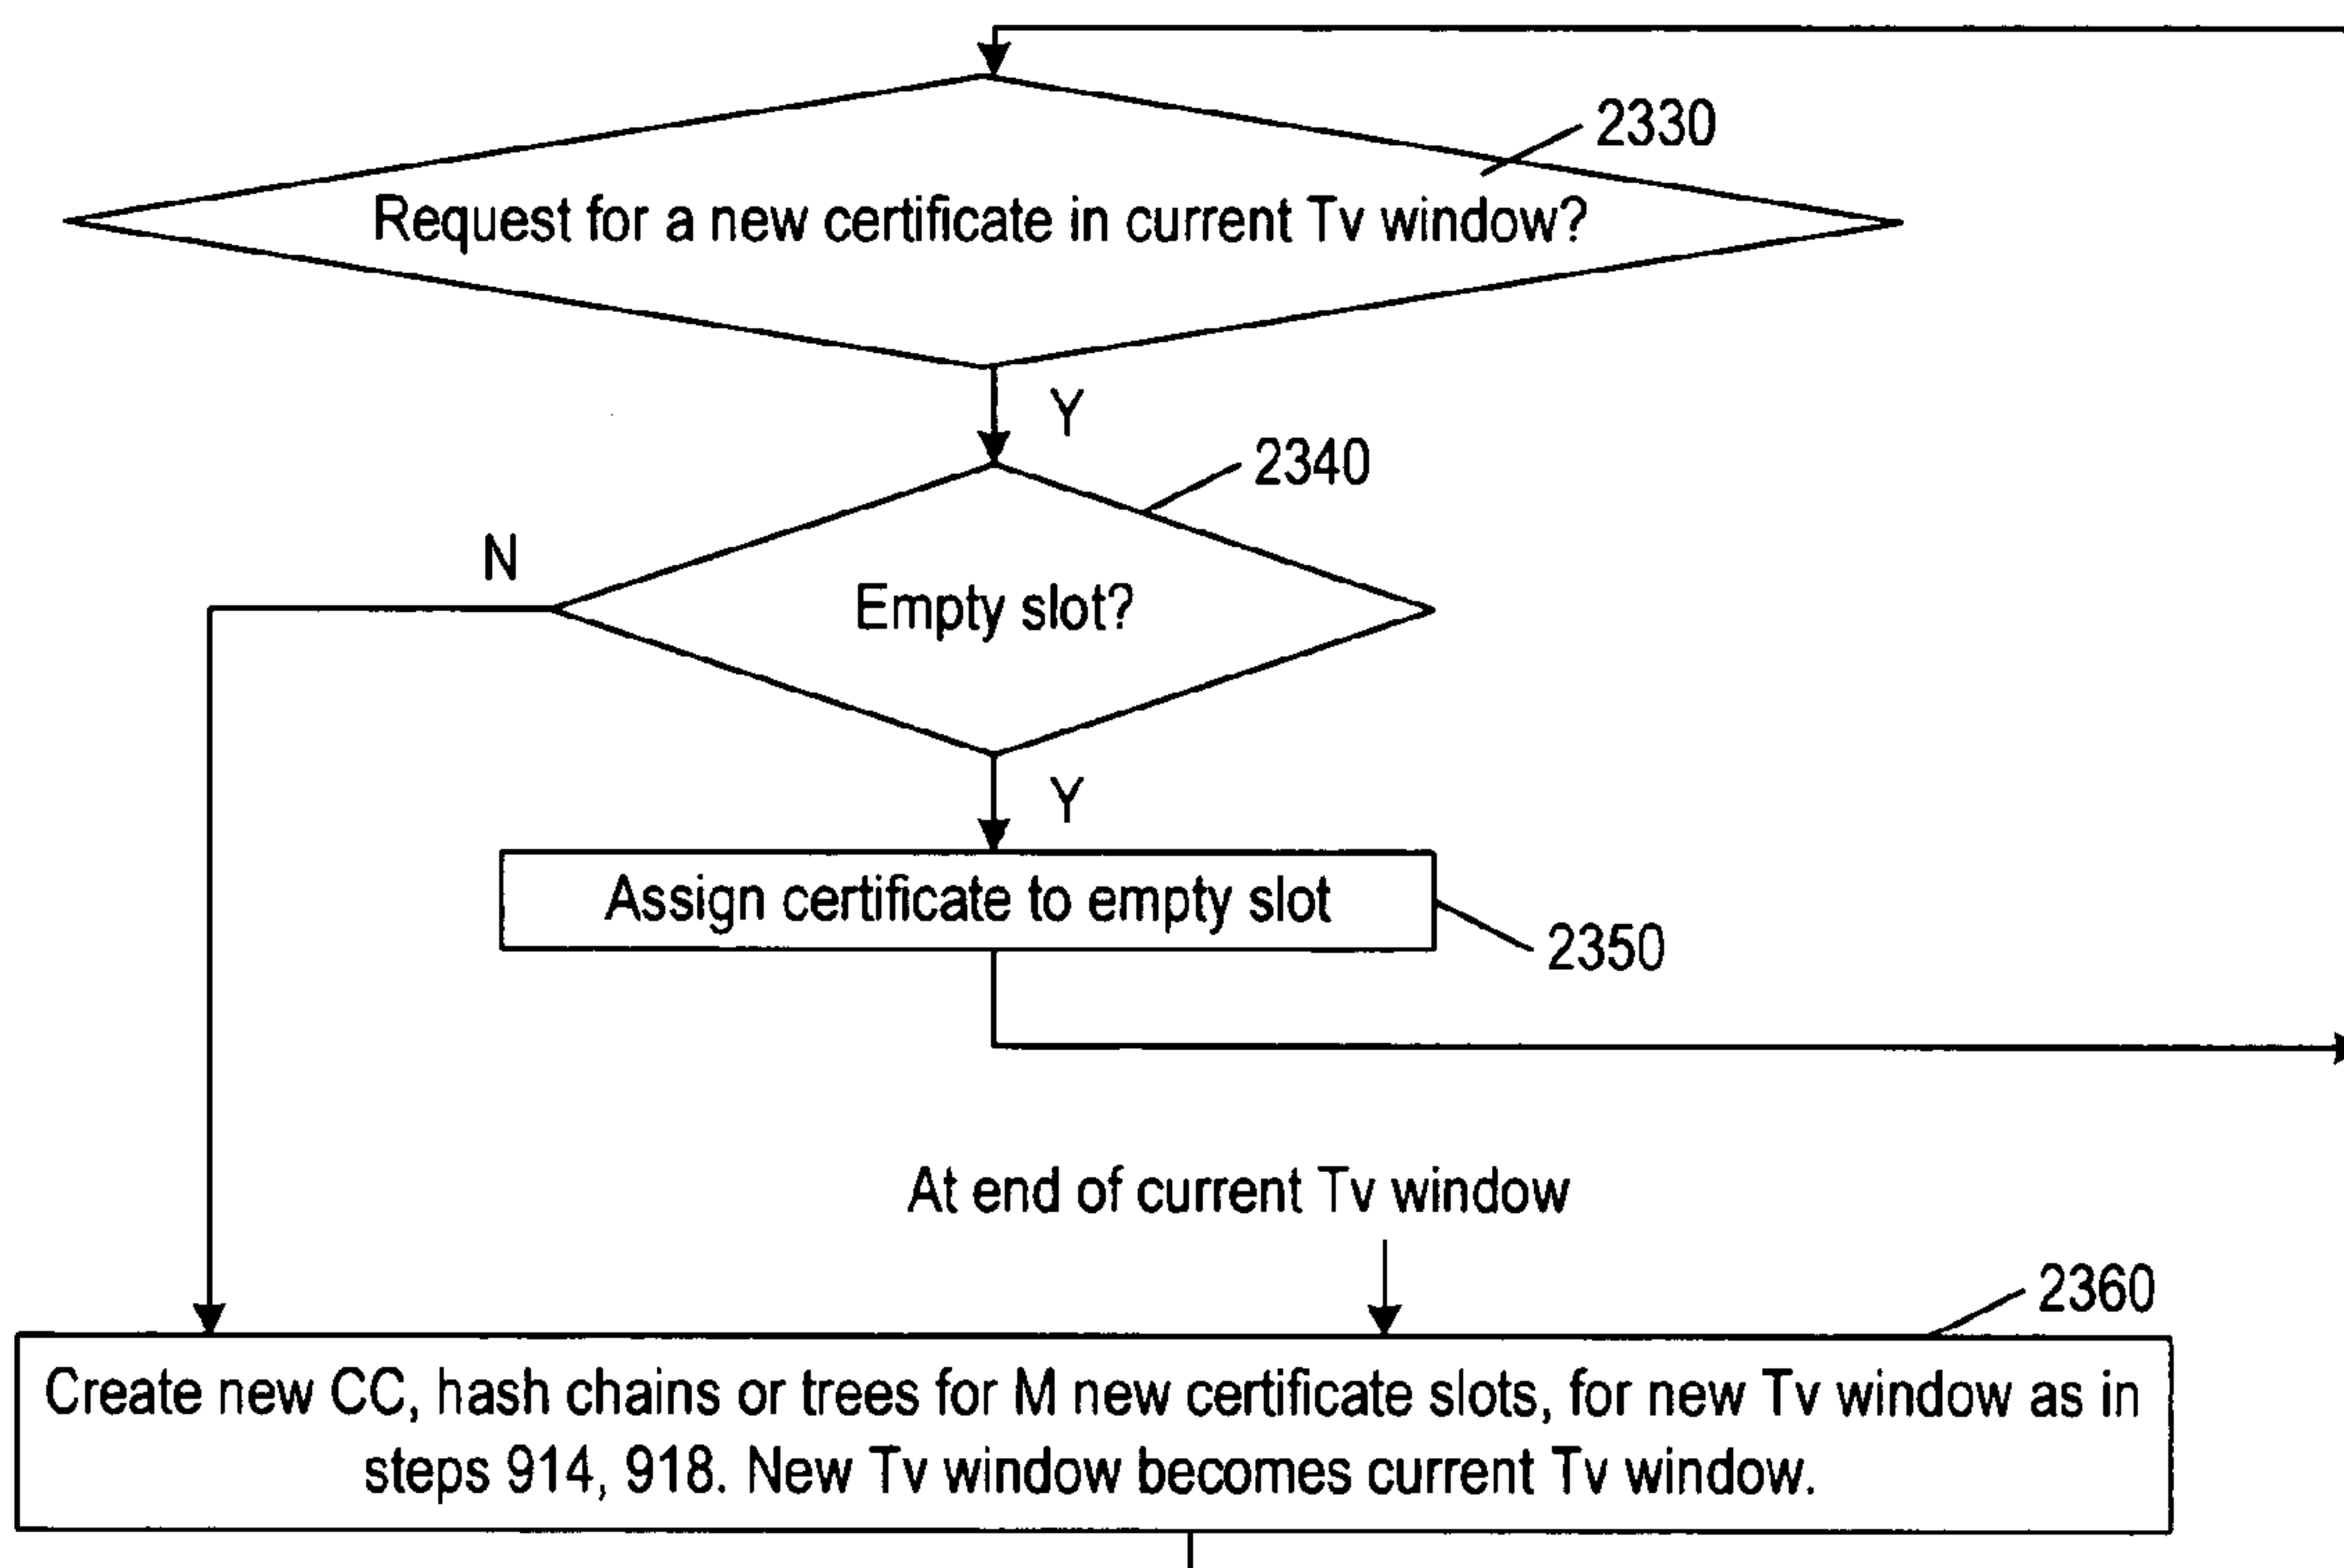 2330
Request for a new certificate in current Tv window?
Y
2340
N
Empty slot?
Y
Assign certificate to empty slot
2350
At end of current Tv window
2360
Create new CC, hash chains or trees for M new certificate slots, for new Tv window as in
steps 914, 918. New Tv window becomes current Tv window.